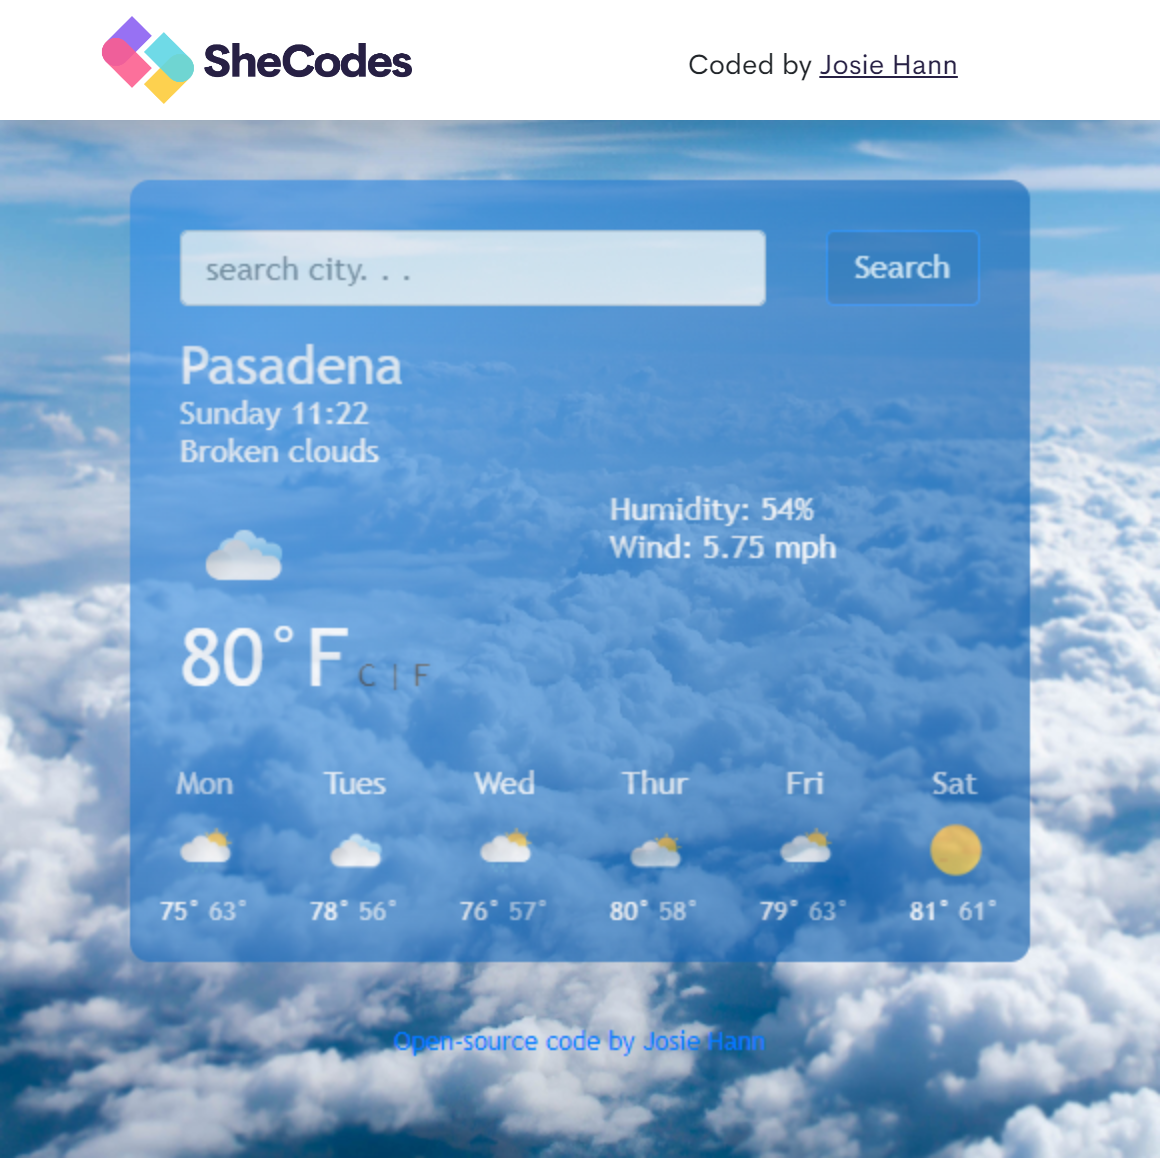 SheCodes
Coded by Josie Hann
search city. . .
Search
Pasadena
Sunday 11:22
Broken clouds
Humidity: 54%
Wind: 5.75 mph
80°F C | F
Mon Tues Wed Thur Fri Sat
75° 63° 78° 56° 76° 57° 80° 58° 79° 63° 81° 61°
Open-source code by Josie Hann